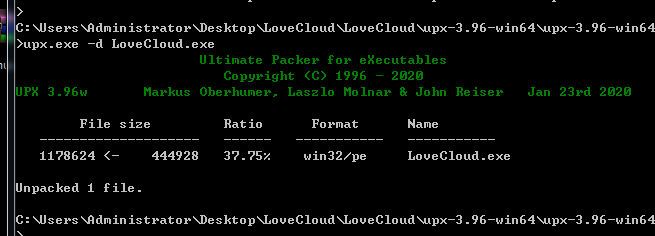 >
C:\Users\Administrator\Desktop\LoveCloud\LoveCloud\upx-3.96-win64\upx-3.96-win64
>upx.exe -d LoveCloud.exe
Ultimate Packer for eXecutables
Copyright (C) 1996 - 2020
UPX 3.96w Markus Oberhumer, Laszlo Molnar & John Reiser Jan 23rd 2020
File size Ratio Format Name
-------------------- ------ ----------- -----------
1178624 <- 444928 37.75% win32/pe LoveCloud.exe
Unpacked 1 file.
C:\Users\Administrator\Desktop\LoveCloud\LoveCloud\upx-3.96-win64\upx-3.96-win64